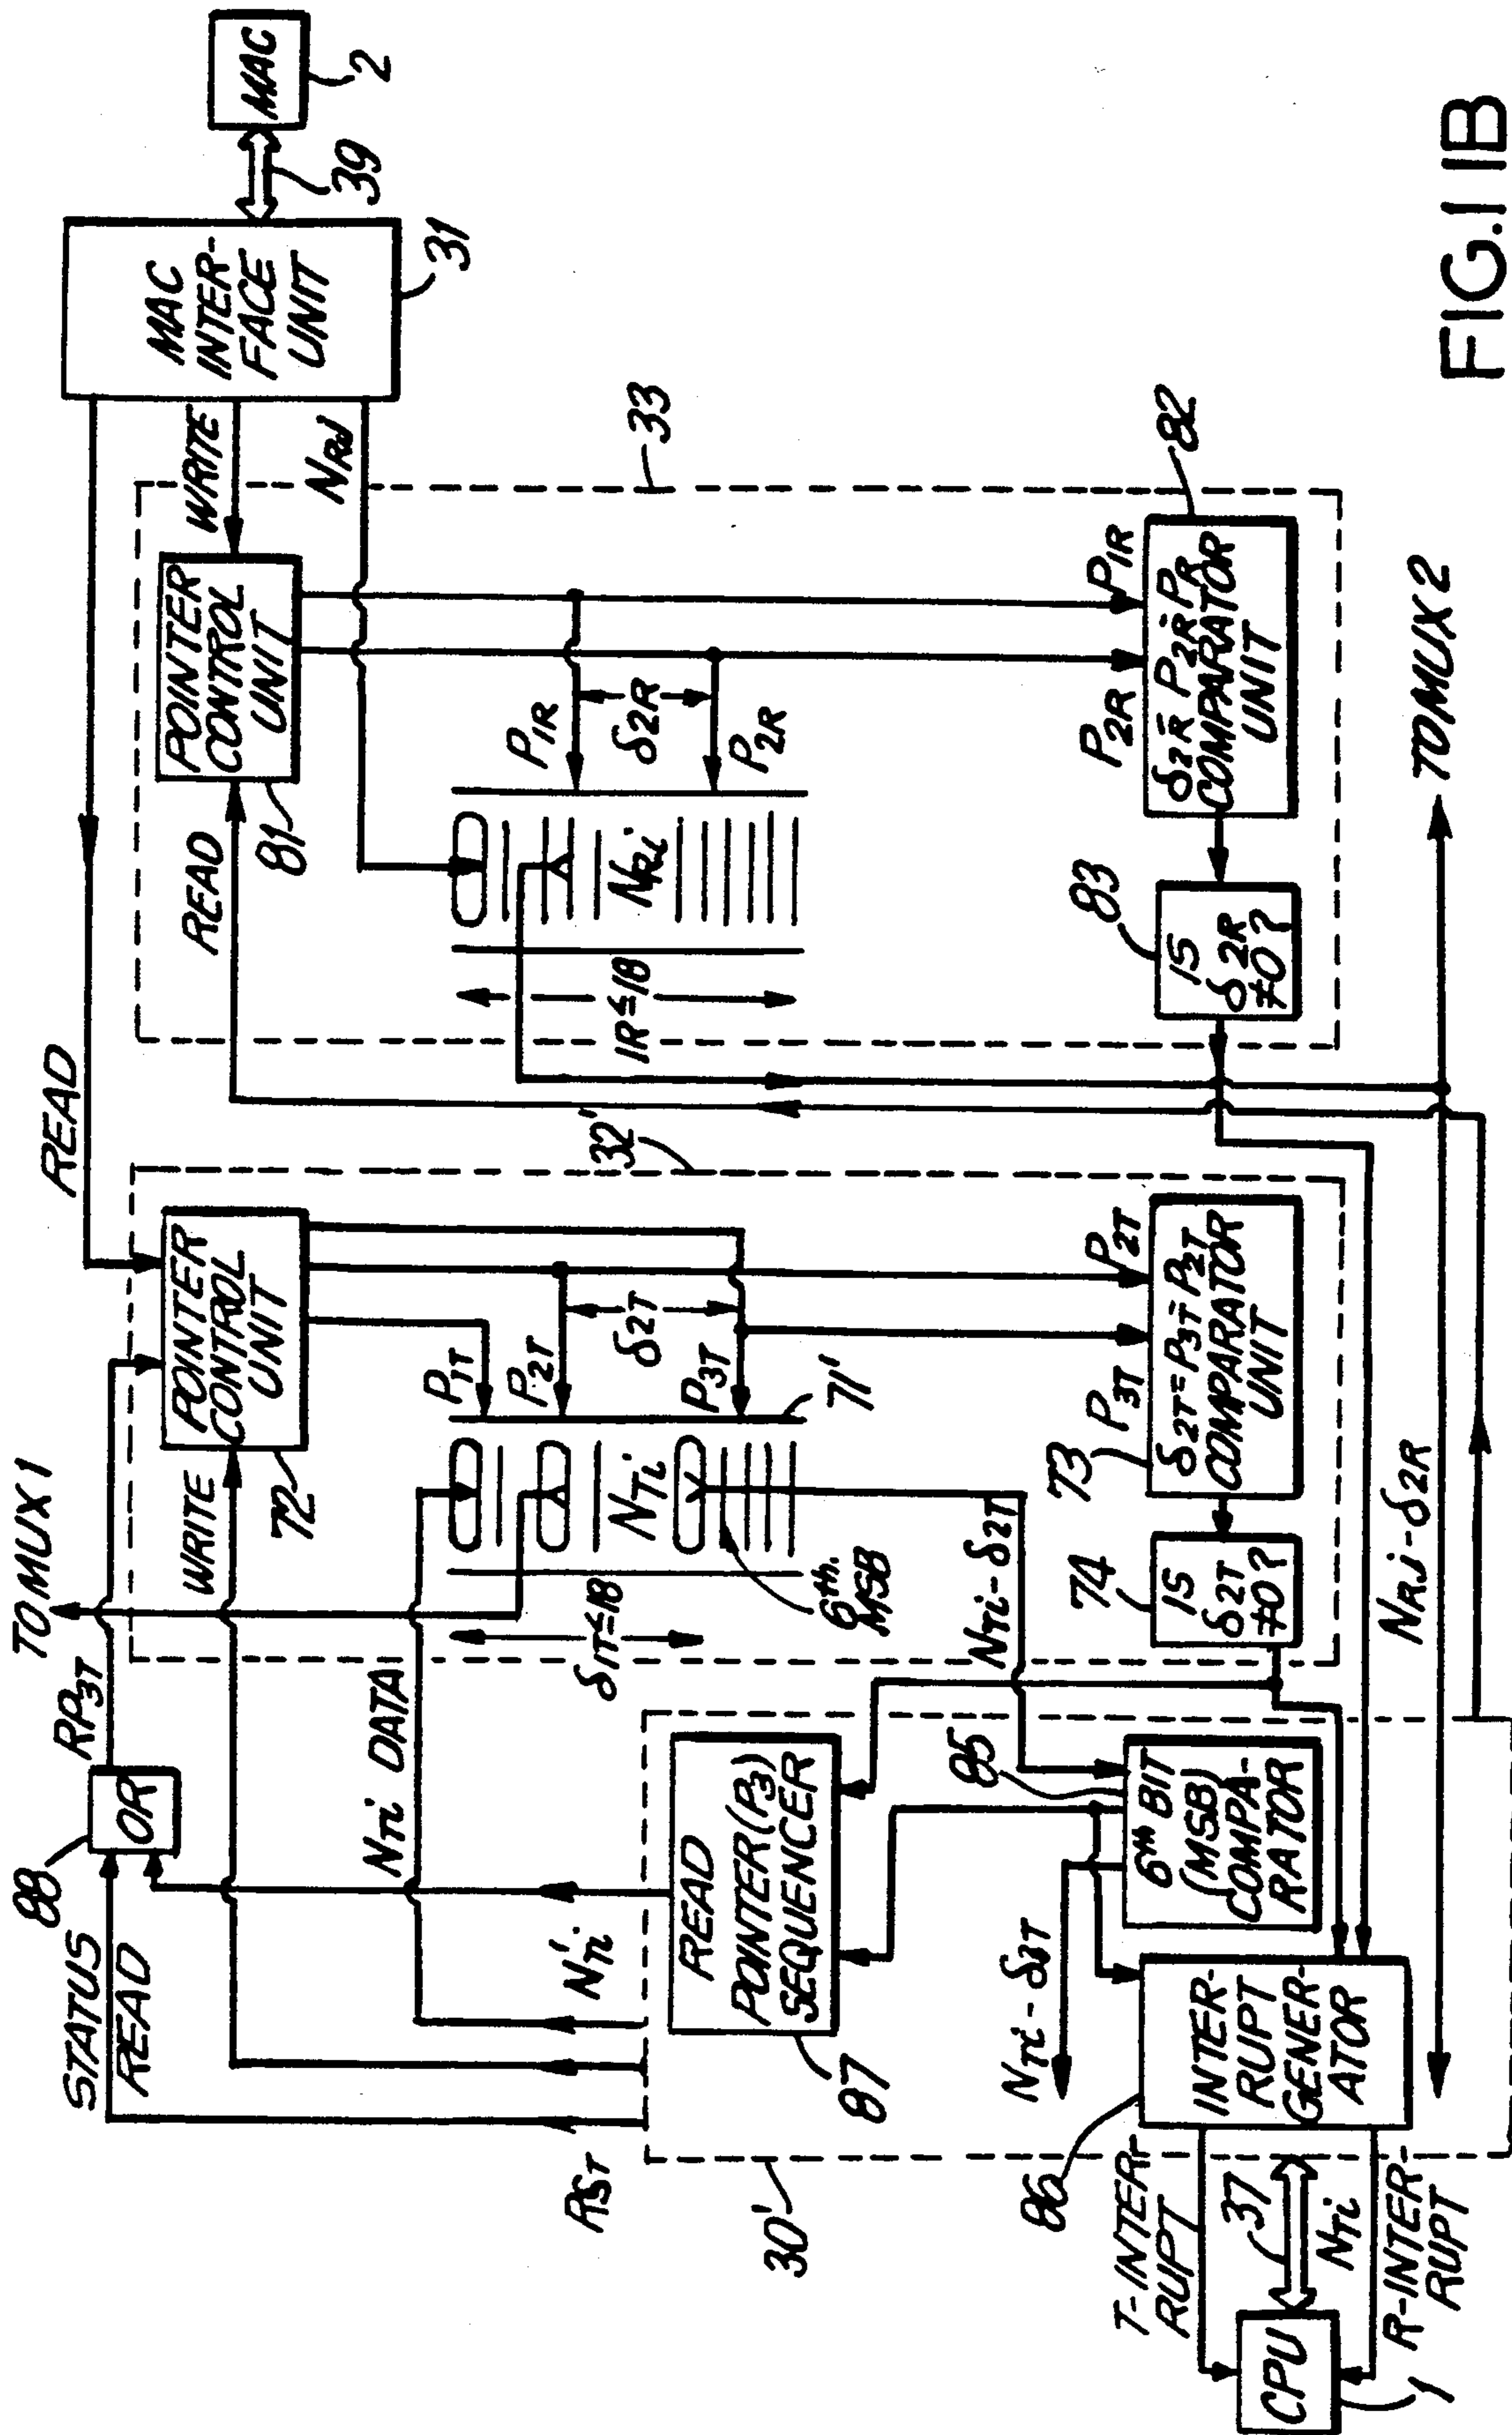 TO MUX 1
READ
MAC
2
39
MAC
INTER-
FACE
UNIT
31
88
OR
RP3T
STATUS
READ
WRITE
POINTER
CONTROL
UNIT
72
32'
READ
POINTER
CONTROL
UNIT
81
WRITE
NRJ
33
NTi DATA
P1T
P2T
δ2T
P3T
71'
NTi
δ1T≤18
6th.
MSB
P1R
δ2R
P2R
NRi
1R≤18
RST
N'Ti
READ
POINTER (P3)
SEQUENCER
87
NTi-δ2T
85
6th BIT
(MSB)
COMPA-
RATOR
74
IS
δ2T
≠0?
73
P3T
P2T
δ2T=P3T-P2T
COMPARATOR
UNIT
83
IS
δ2R
≠0?
P2R
P1R
δ2R=P2R-PR
COMPARATOR
UNIT
82
30'
NTi-δ3T
86
INTER-
RUPT
GENER-
ATOR
T-INTER-
RUPT
37
NTi
R-INTER-
RUPT
CPU
1
NRJ-δ2R
TO MUX 2
FIG. 11B